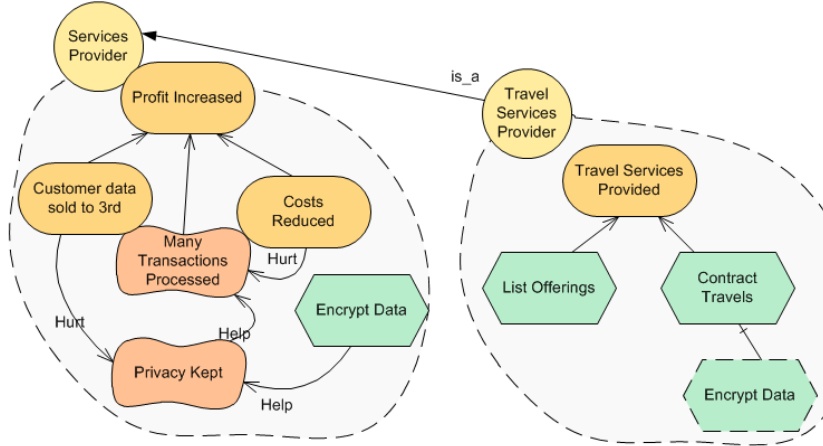 Services
Provider
Profit Increased
is_a
Travel
Services
Provider
Customer data
sold to 3rd
Costs
Reduced
Many
Transactions
Processed
Hurt
Travel Services
Provided
List Offerings
Contract
Travels
Encrypt Data
Hurt
Help
Privacy Kept
Help
Encrypt Data